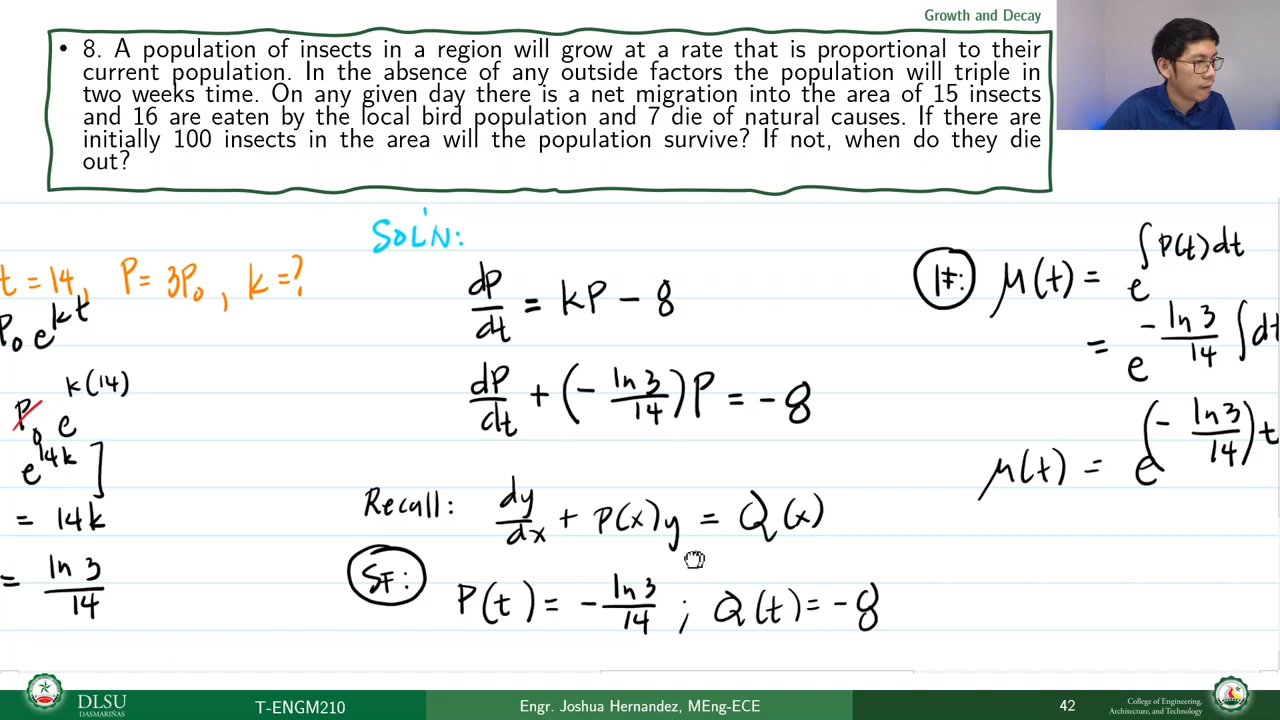 Growth and Decay
• 8. A population of insects in a region will grow at a rate that is proportional to their
current population. In the absence of any outside factors the population will triple in
two weeks time. On any given day there is a net migration into the area of 15 insects
and 16 are eaten by the local bird population and 7 die of natural causes. If there are
initially 100 insects in the area will the population survive? If not, when do they die
out?
t = 14, P = 3P₀, k = ?
P₀ e^{kt}
P₀ e^{k(14)}
e^{14k}]
= 14k
= ln 3 / 14
SOL'N:
dP/dt = kP - 8
dP/dt + (- ln 3/14)P = -8
Recall: dy/dx + P(x)y = Q(x)
SF: P(t) = - ln 3/14 ; Q(t) = -8
IF: μ(t) = e^{∫P(t)dt}
= e^{- ln 3/14 ∫dt}
μ(t) = e^{(- ln 3/14)t}
DLSU
DASMARIÑAS
T-ENGM210
Engr. Joshua Hernandez, MEng-ECE
42
College of Engineering,
Architecture, and Technology